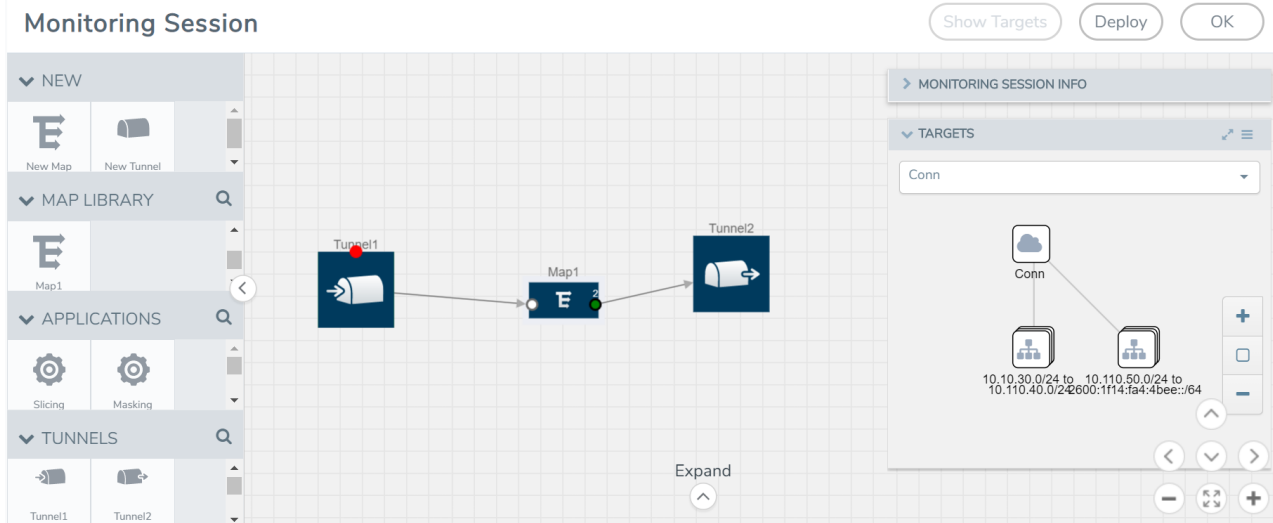 Monitoring Session
Show Targets
Deploy
OK
NEW
New Map
New Tunnel
MAP LIBRARY
Map1
APPLICATIONS
Slicing
Masking
TUNNELS
Tunnel1
Tunnel2
Tunnel1
Map1
2
Tunnel2
Expand
MONITORING SESSION INFO
TARGETS
Conn
Conn
10.10.30.0/24 to
10.110.40.0/24
10.110.50.0/24 to
2600:1f14:fa4:4bee::/64